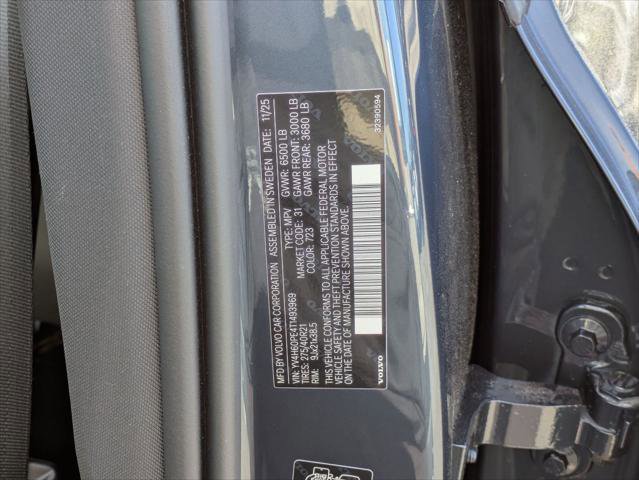 MFD BY VOLVO CAR CORPORATION ASSEMBLED IN SWEDEN DATE: 11/25
VIN: YV4H60PE4T1493969 TYPE: MPV GVWR: 6500 LB
TIRES: 275/40R21 MARKET CODE: 31 GAWR FRONT: 3000 LB
RIM: 9Jx21x38.5 COLOR: 723 GAWR REAR: 3680 LB
THIS VEHICLE CONFORMS TO ALL APPLICABLE FEDERAL MOTOR
VEHICLE SAFETY AND THEFT PREVENTION STANDARDS IN EFFECT
ON THE DATE OF MANUFACTURE SHOWN ABOVE.
VOLVO 32390594